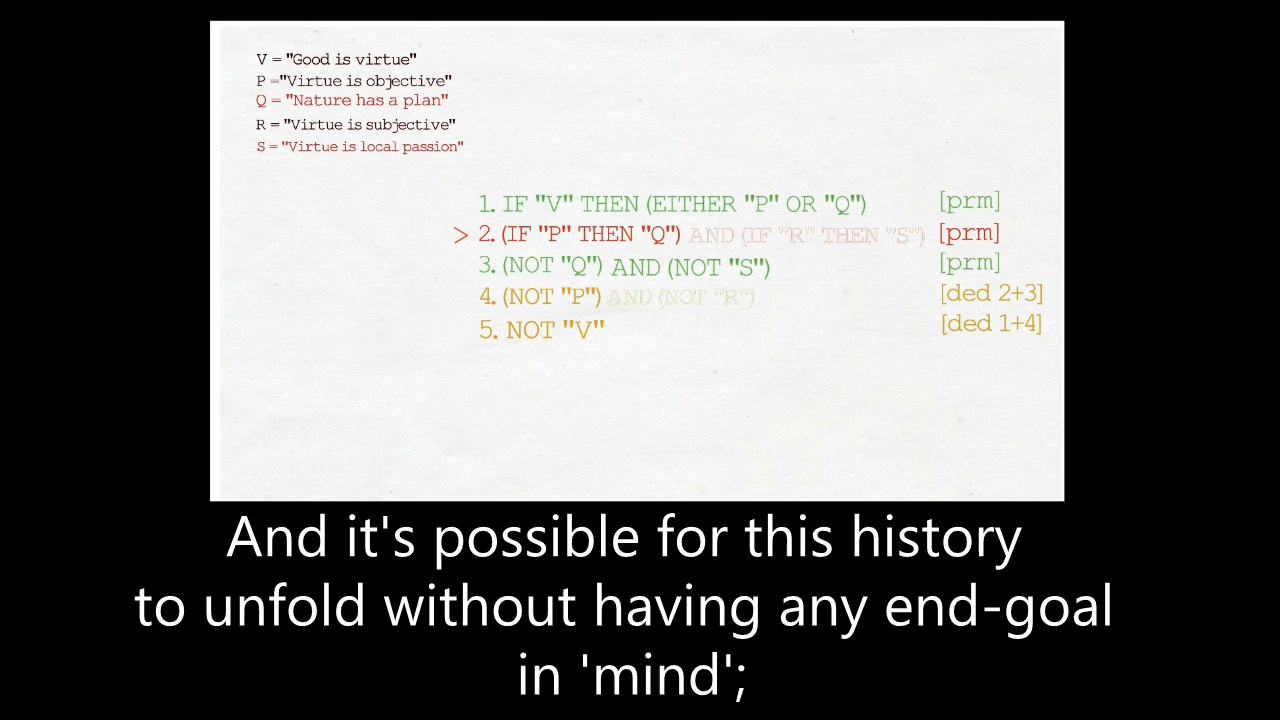 V = "Good is virtue"
P ="Virtue is objective"
Q = "Nature has a plan"
R = "Virtue is subjective"
S = "Virtue is local passion"
1. IF "V" THEN (EITHER "P" OR "Q") [prm]
> 2. (IF "P" THEN "Q") AND (IF "R" THEN "S") [prm]
3. (NOT "Q") AND (NOT "S") [prm]
4. (NOT "P") AND (NOT "R") [ded 2+3]
5. NOT "V" [ded 1+4]
And it's possible for this history
to unfold without having any end-goal
in 'mind';